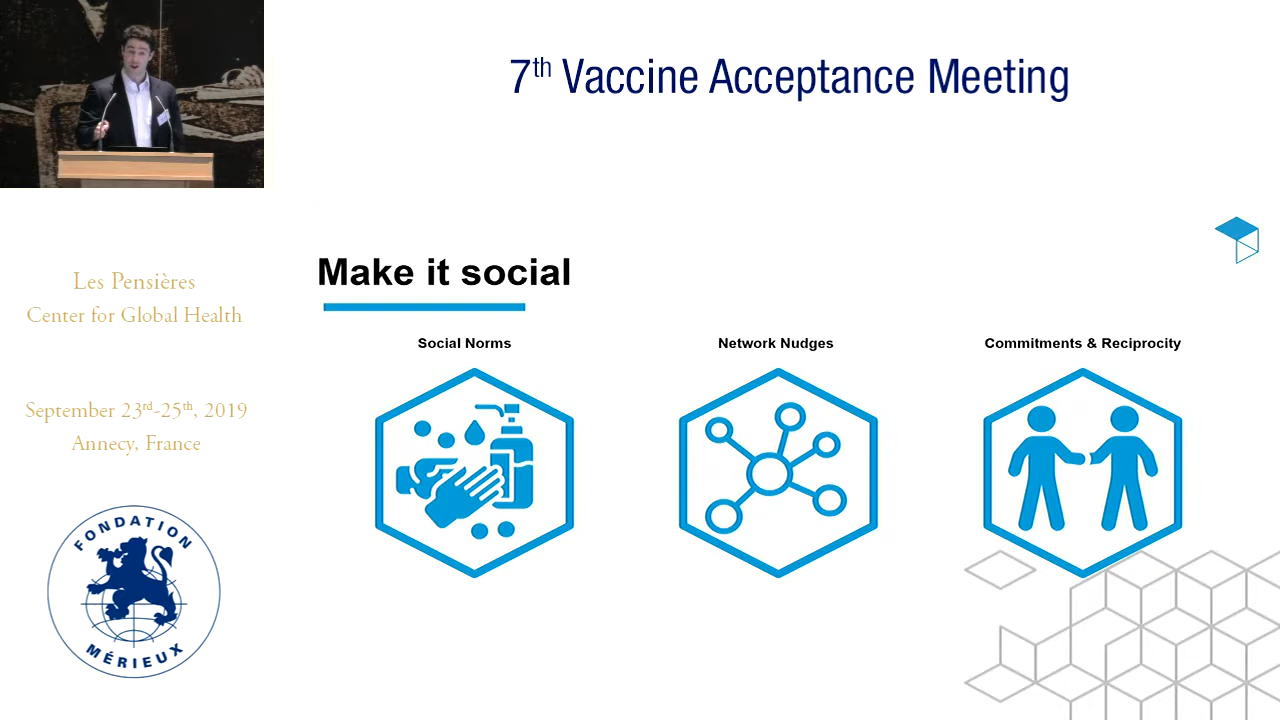 7th Vaccine Acceptance Meeting
Les Pensières
Center for Global Health
September 23rd-25th, 2019
Annecy, France
FONDATION
MÉRIEUX
Make it social
Social Norms
Network Nudges
Commitments & Reciprocity